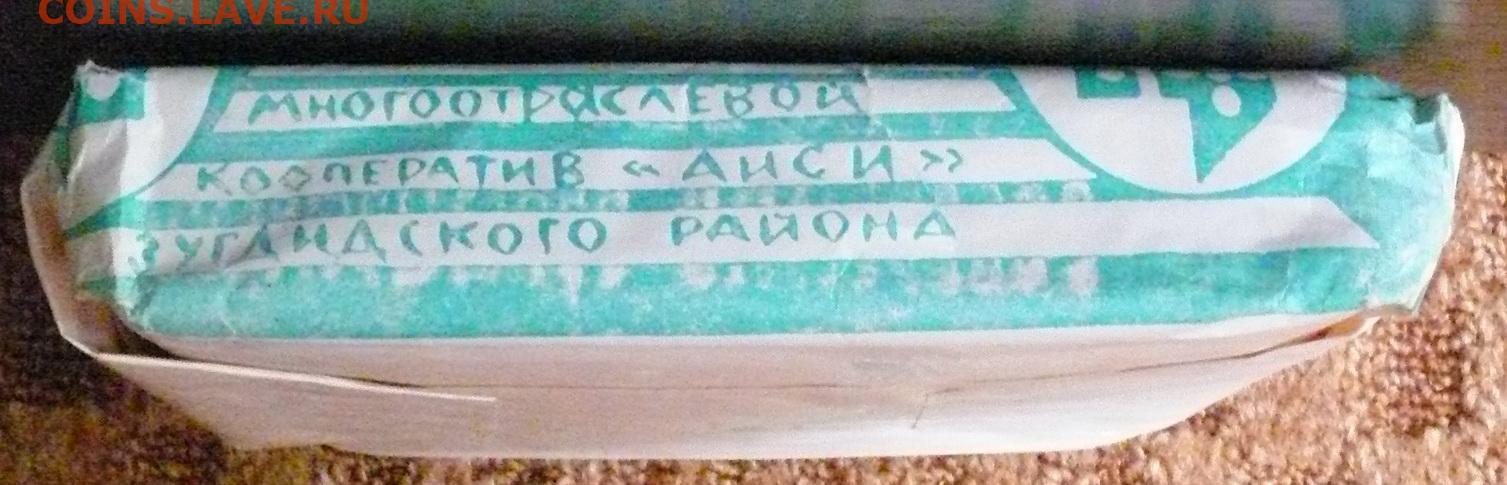 COINS.LAVE.RU
МНОГООТРАСЛЕВОЙ
КООПЕРАТИВ «АИСИ»
ЗУГДИДСКОГО РАЙОНА